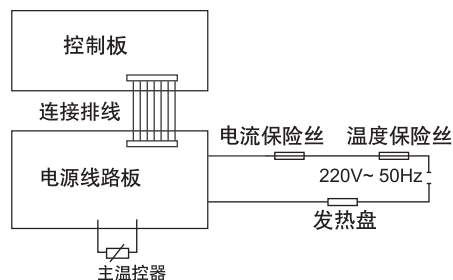 控制板
连接排线
电流保险丝 温度保险丝
电源线路板
220V~ 50Hz
发热盘
主温控器